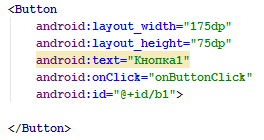 <Button
android:layout_width="175dp"
android:layout_height="75dp"
android:text="Кнопка1"
android:onClick="onButtonClick"
android:id="@+id/b1">
</Button>